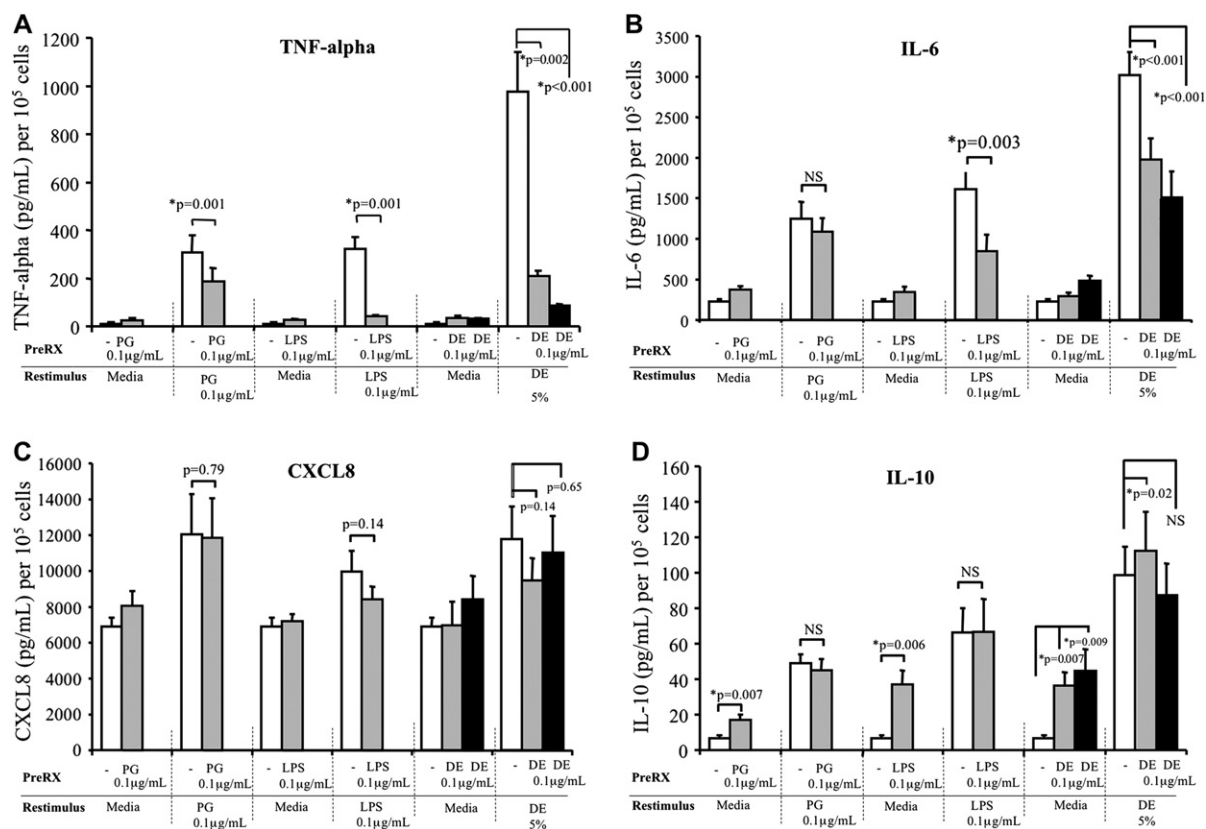 A
TNF-alpha
TNF-alpha (pg/mL) per 10⁵ cells
1200
1000
800
600
400
200
0
*p=0.001
*p=0.001
*p=0.002
*p<0.001
PreRX
- PG
0.1µg/mL
- PG
0.1µg/mL
- LPS
0.1µg/mL
- LPS
0.1µg/mL
- DE DE
0.1µg/mL
- DE DE
0.1µg/mL
Restimulus
Media
PG
0.1µg/mL
Media
LPS
0.1µg/mL
Media
DE
5%
B
IL-6
IL-6 (pg/mL) per 10⁵ cells
3500
3000
2500
2000
1500
1000
500
0
NS
*p=0.003
*p<0.001
*p<0.001
PreRX
- PG
0.1µg/mL
- PG
0.1µg/mL
- LPS
0.1µg/mL
- LPS
0.1µg/mL
- DE DE
0.1µg/mL
- DE DE
0.1µg/mL
Restimulus
Media
PG
0.1µg/mL
Media
LPS
0.1µg/mL
Media
DE
5%
C
CXCL8
CXCL8 (pg/mL) per 10⁵ cells
16000
14000
12000
10000
8000
6000
4000
2000
0
p=0.79
p=0.14
p=0.65
p=0.14
PreRX
- PG
0.1µg/mL
- PG
0.1µg/mL
- LPS
0.1µg/mL
- LPS
0.1µg/mL
- DE DE
0.1µg/mL
- DE DE
0.1µg/mL
Restimulus
Media
PG
0.1µg/mL
Media
LPS
0.1µg/mL
Media
DE
5%
D
IL-10
IL-10 (pg/mL) per 10⁵ cells
160
140
120
100
80
60
40
20
0
*p=0.007
NS
*p=0.006
NS
*p=0.009
*p=0.007
*p=0.02
NS
PreRX
- PG
0.1µg/mL
- PG
0.1µg/mL
- LPS
0.1µg/mL
- LPS
0.1µg/mL
- DE DE
0.1µg/mL
- DE DE
0.1µg/mL
Restimulus
Media
PG
0.1µg/mL
Media
LPS
0.1µg/mL
Media
DE
5%